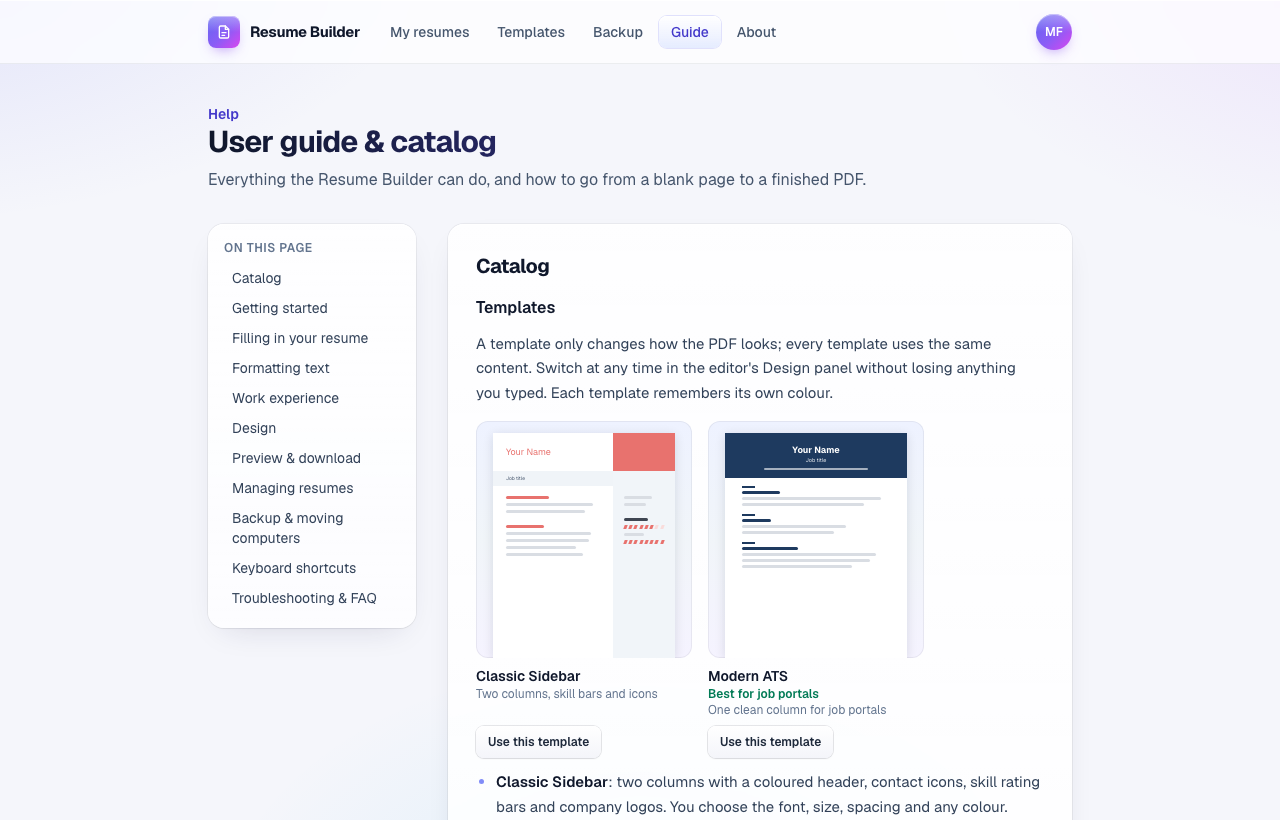 Resume Builder
My resumes
Templates
Backup
Guide
About
MF
Help
User guide & catalog
Everything the Resume Builder can do, and how to go from a blank page to a finished PDF.
ON THIS PAGE
Catalog
Getting started
Filling in your resume
Formatting text
Work experience
Design
Preview & download
Managing resumes
Backup & moving
computers
Keyboard shortcuts
Troubleshooting & FAQ
Catalog
Templates
A template only changes how the PDF looks; every template uses the same
content. Switch at any time in the editor's Design panel without losing anything
you typed. Each template remembers its own colour.
Your Name
Job title
Your Name
Job title
Classic Sidebar
Two columns, skill bars and icons
Use this template
Modern ATS
Best for job portals
One clean column for job portals
Use this template
Classic Sidebar: two columns with a coloured header, contact icons, skill rating
bars and company logos. You choose the font, size, spacing and any colour.